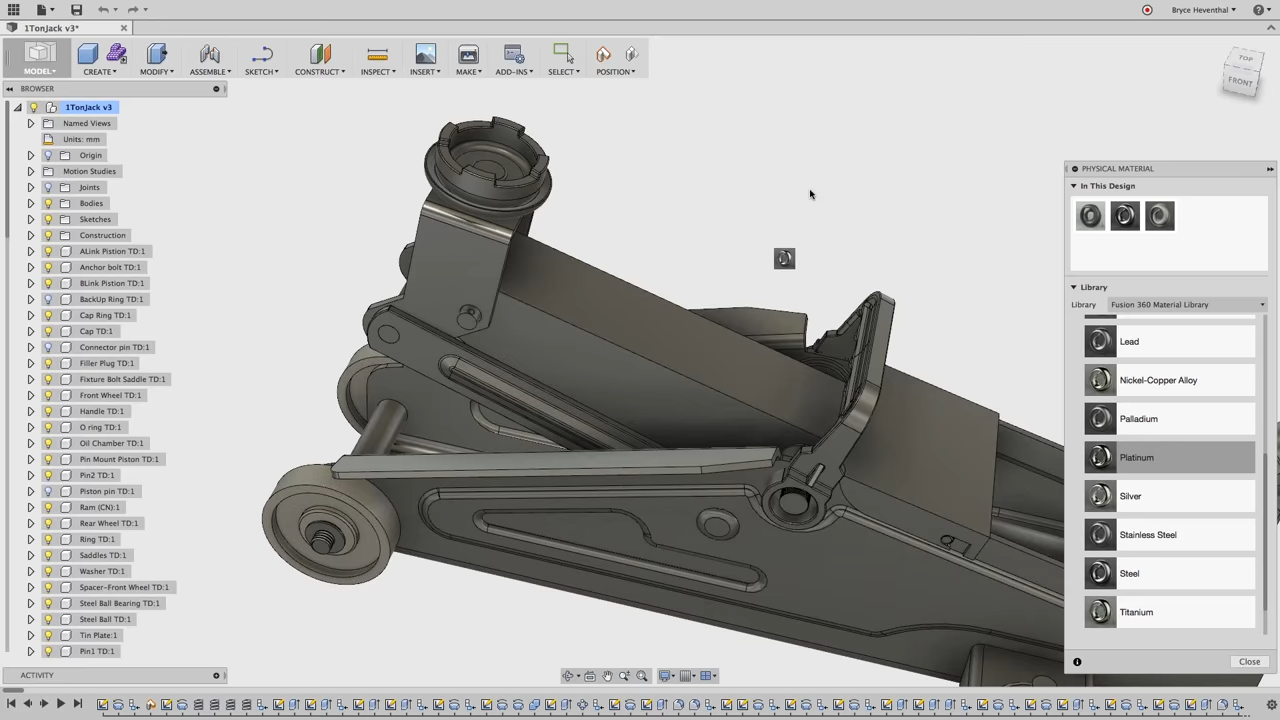 Bryce Heventhal
1TonJack v3*
MODEL
CREATE
MODIFY
ASSEMBLE
SKETCH
CONSTRUCT
INSPECT
INSERT
MAKE
ADD-INS
SELECT
POSITION
BROWSER
1TonJack v3
Named Views
Units: mm
Origin
Motion Studies
Joints
Bodies
Sketches
Construction
ALink Pistion TD:1
Anchor bolt TD:1
BLink Pistion TD:1
BackUp Ring TD:1
Cap Ring TD:1
Cap TD:1
Connector pin TD:1
Filler Plug TD:1
Fixture Bolt Saddle TD:1
Front Wheel TD:1
Handle TD:1
O ring TD:1
Oil Chamber TD:1
Pin Mount Piston TD:1
Pin2 TD:1
Piston pin TD:1
Ram (CN):1
Rear Wheel TD:1
Ring TD:1
Saddles TD:1
Washer TD:1
Spacer-Front Wheel TD:1
Steel Ball Bearing TD:1
Steel Ball TD:1
Tin Plate:1
Pin1 TD:1
ACTIVITY
TOP
FRONT
PHYSICAL MATERIAL
In This Design
Library
Library Fusion 360 Material Library
Lead
Nickel-Copper Alloy
Palladium
Platinum
Silver
Stainless Steel
Steel
Titanium
Close